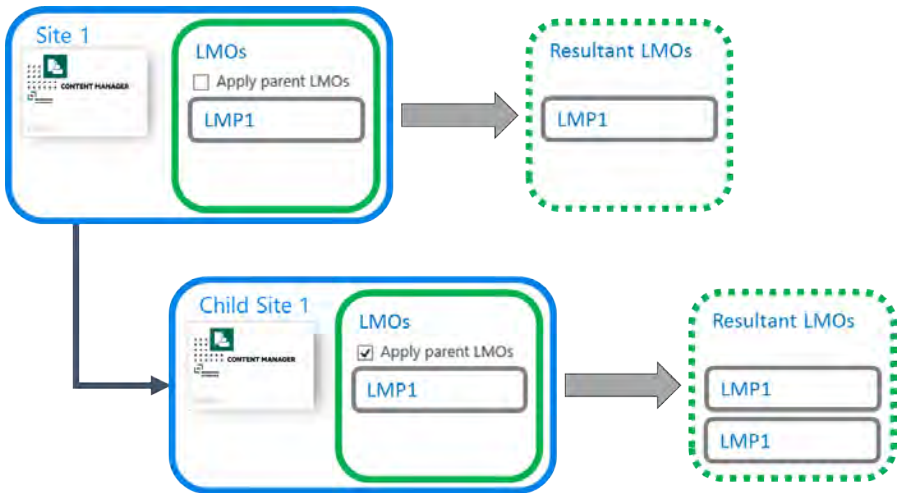 Site 1
CONTENT MANAGER
LMOs
Apply parent LMOs
LMP1
Resultant LMOs
LMP1
Child Site 1
CONTENT MANAGER
LMOs
Apply parent LMOs
LMP1
Resultant LMOs
LMP1
LMP1